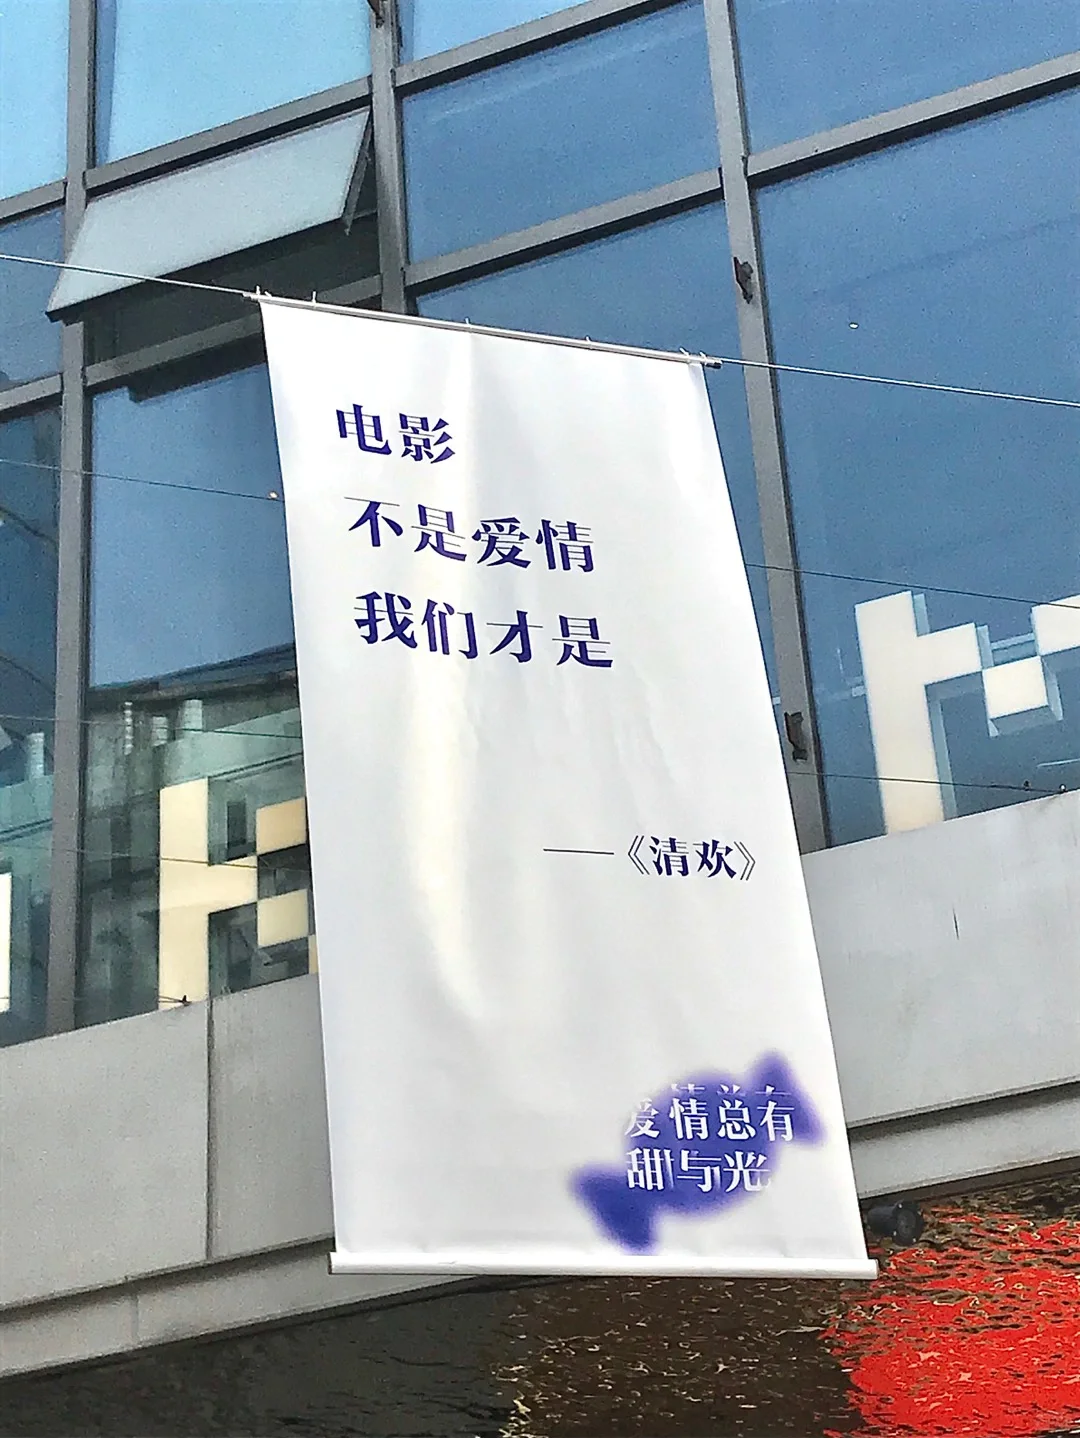 电影
不是爱情
我们才是
——《清欢》
爱情总有
甜与光